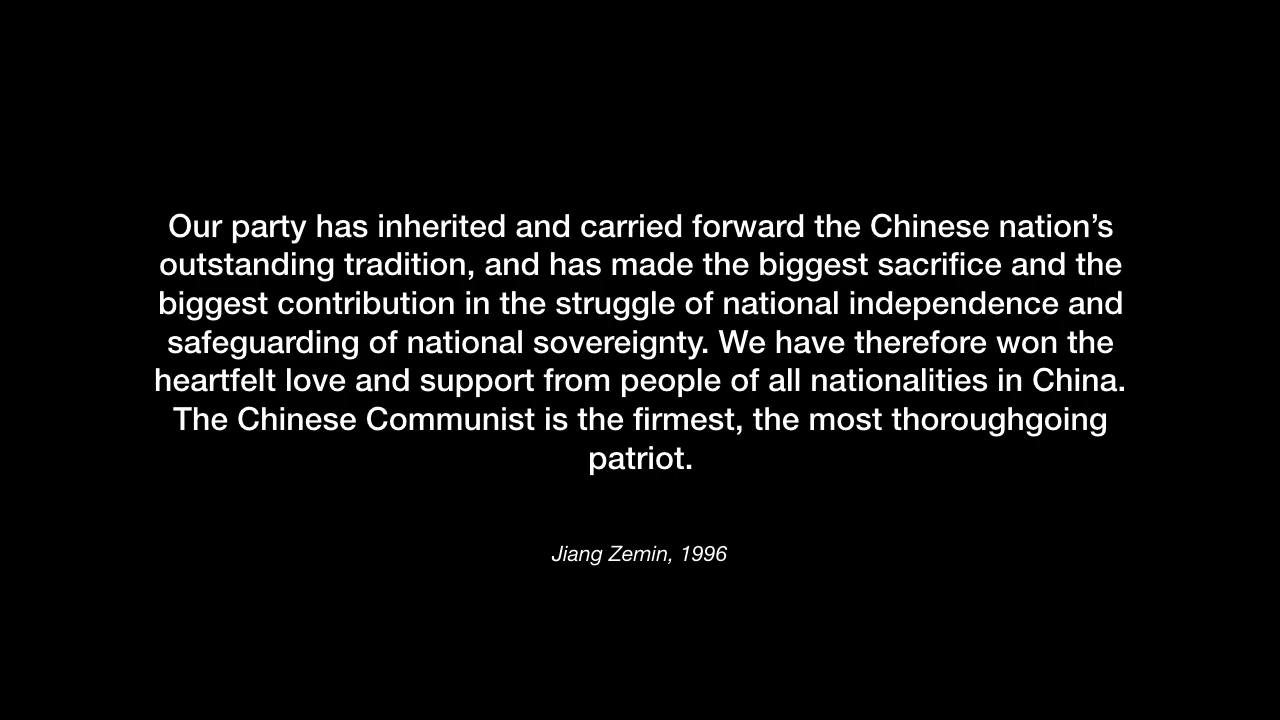 Our party has inherited and carried forward the Chinese nation’s
outstanding tradition, and has made the biggest sacrifice and the
biggest contribution in the struggle of national independence and
safeguarding of national sovereignty. We have therefore won the
heartfelt love and support from people of all nationalities in China.
The Chinese Communist is the firmest, the most thoroughgoing
patriot.
Jiang Zemin, 1996